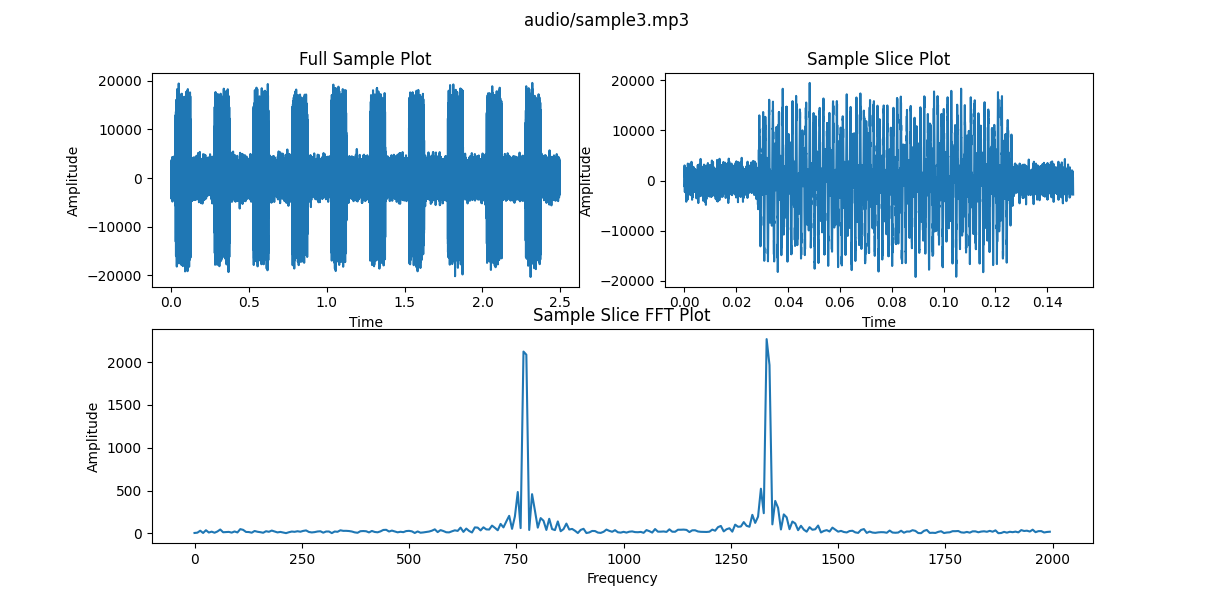 audio/sample3.mp3
Full Sample Plot
20000
10000
0
−10000
−20000
Amplitude
0.0 0.5 1.0 1.5 2.0 2.5
Time
Sample Slice Plot
20000
10000
0
−10000
−20000
Amplitude
0.00 0.02 0.04 0.06 0.08 0.10 0.12 0.14
Time
Sample Slice FFT Plot
2000
1500
1000
500
0
Amplitude
0 250 500 750 1000 1250 1500 1750 2000
Frequency